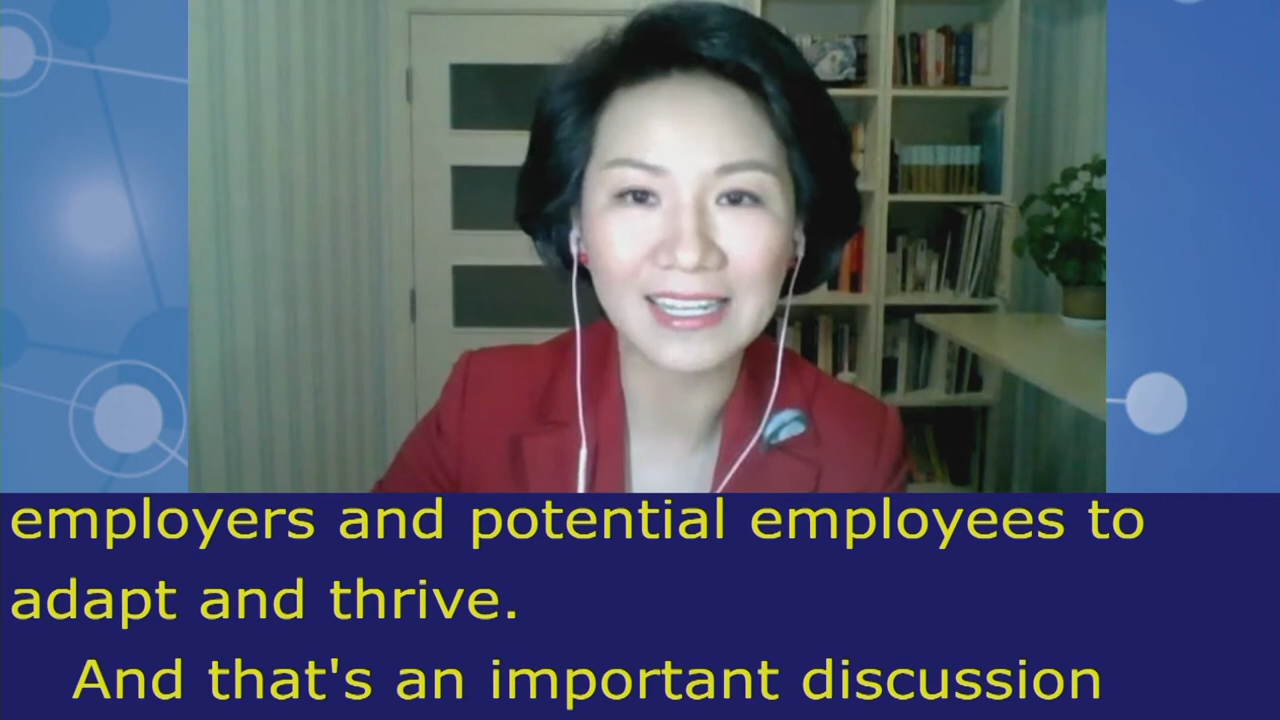 employers and potential employees to
adapt and thrive.
And that's an important discussion